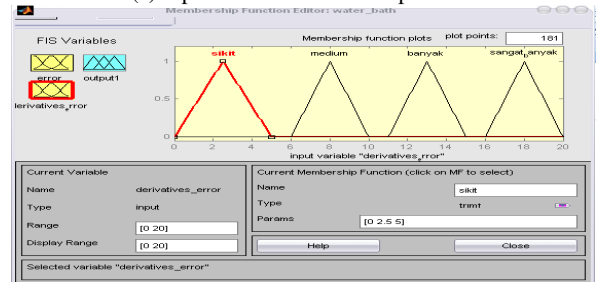 Membership Function Editor: water_bath
FIS Variables
Membership function plots
plot points:
181
error
output1
derivatives_error
sikit
medium
banyak
sangat_banyak
1
0.5
0
0
2
4
6
8
10
12
14
16
18
20
input variable "derivatives_error"
Current Variable
Name
derivatives_error
Type
input
Range
[0 20]
Display Range
[0 20]
Current Membership Function (click on MF to select)
Name
sikit
Type
trimf
Params
[0 2.5 5]
Help
Close
Selected variable "derivatives_error"